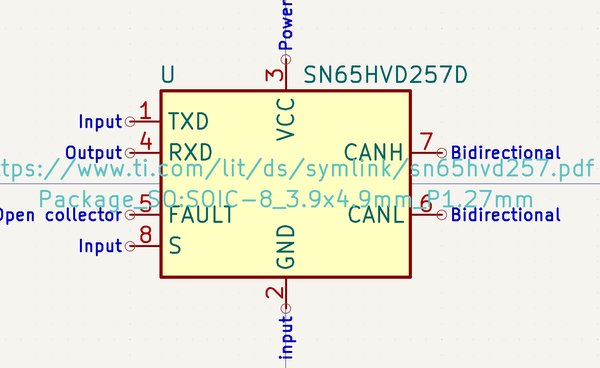 Power
3
U
SN65HVD257D
VCC
Input 1 TXD
Output 4 RXD
CANH 7 Bidirectional
ttps://www.ti.com/lit/ds/symlink/sn65hvd257.pdf
Package_SO:SOIC-8_3.9x4.9mm_P1.27mm
Open collector 5 FAULT
CANL 6 Bidirectional
Input 8 S
GND
2
input